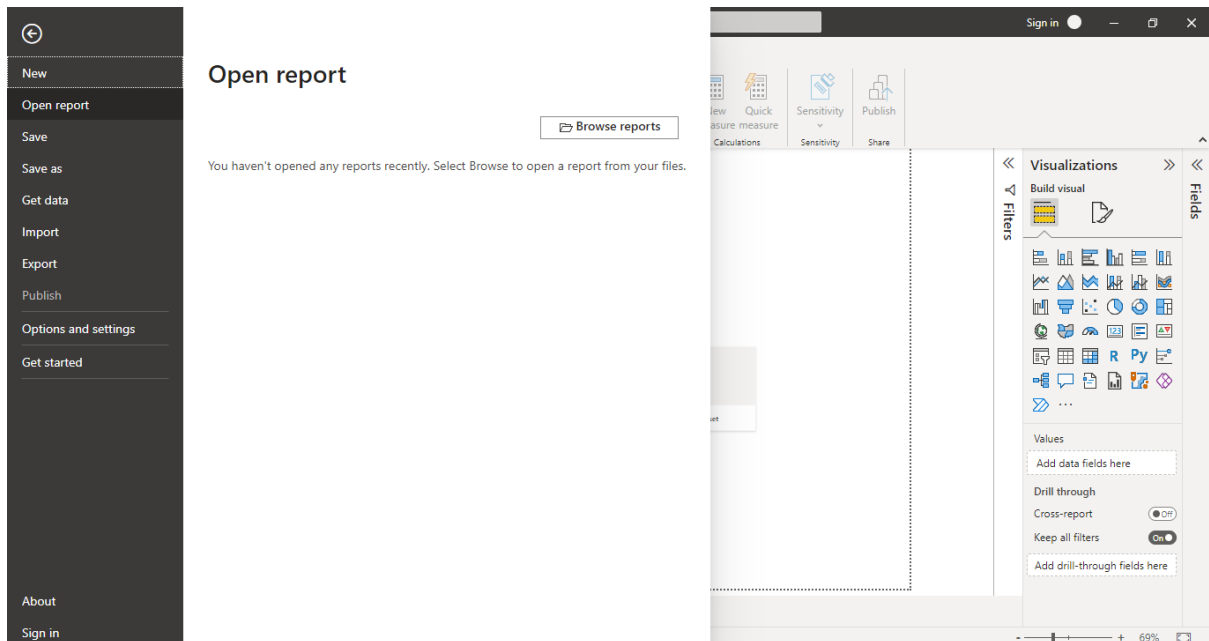 New
Open report
Save
Save as
Get data
Import
Export
Publish
Options and settings
Get started
About
Sign in
Open report
Browse reports
You haven't opened any reports recently. Select Browse to open a report from your files.
Sign in
Quick
measure
Calculations
Sensitivity
Sensitivity
Publish
Share
Filters
Visualizations
Build visual
123
R Py
Values
Add data fields here
Drill through
Cross-report Off
Keep all filters On
Add drill-through fields here
Fields
- + 69%